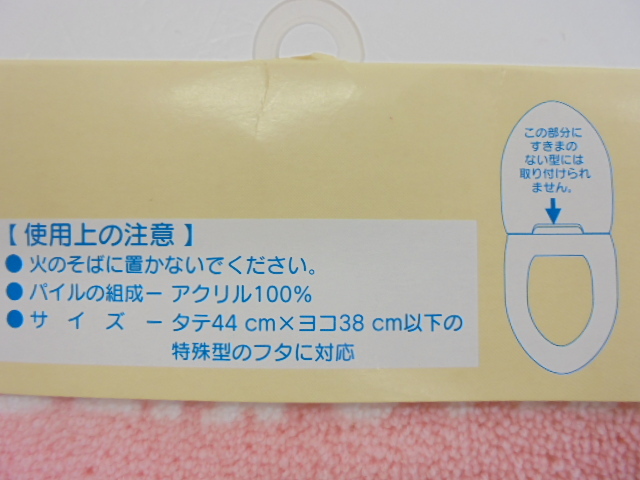 この部分に
すきまの
ない型には
取り付けられ
ません。
【使用上の注意】
● 火のそばに置かないでください。
● パイルの組成ー アクリル100%
● サイズ ー タテ44 cm×ヨコ38 cm以下の
特殊型のフタに対応